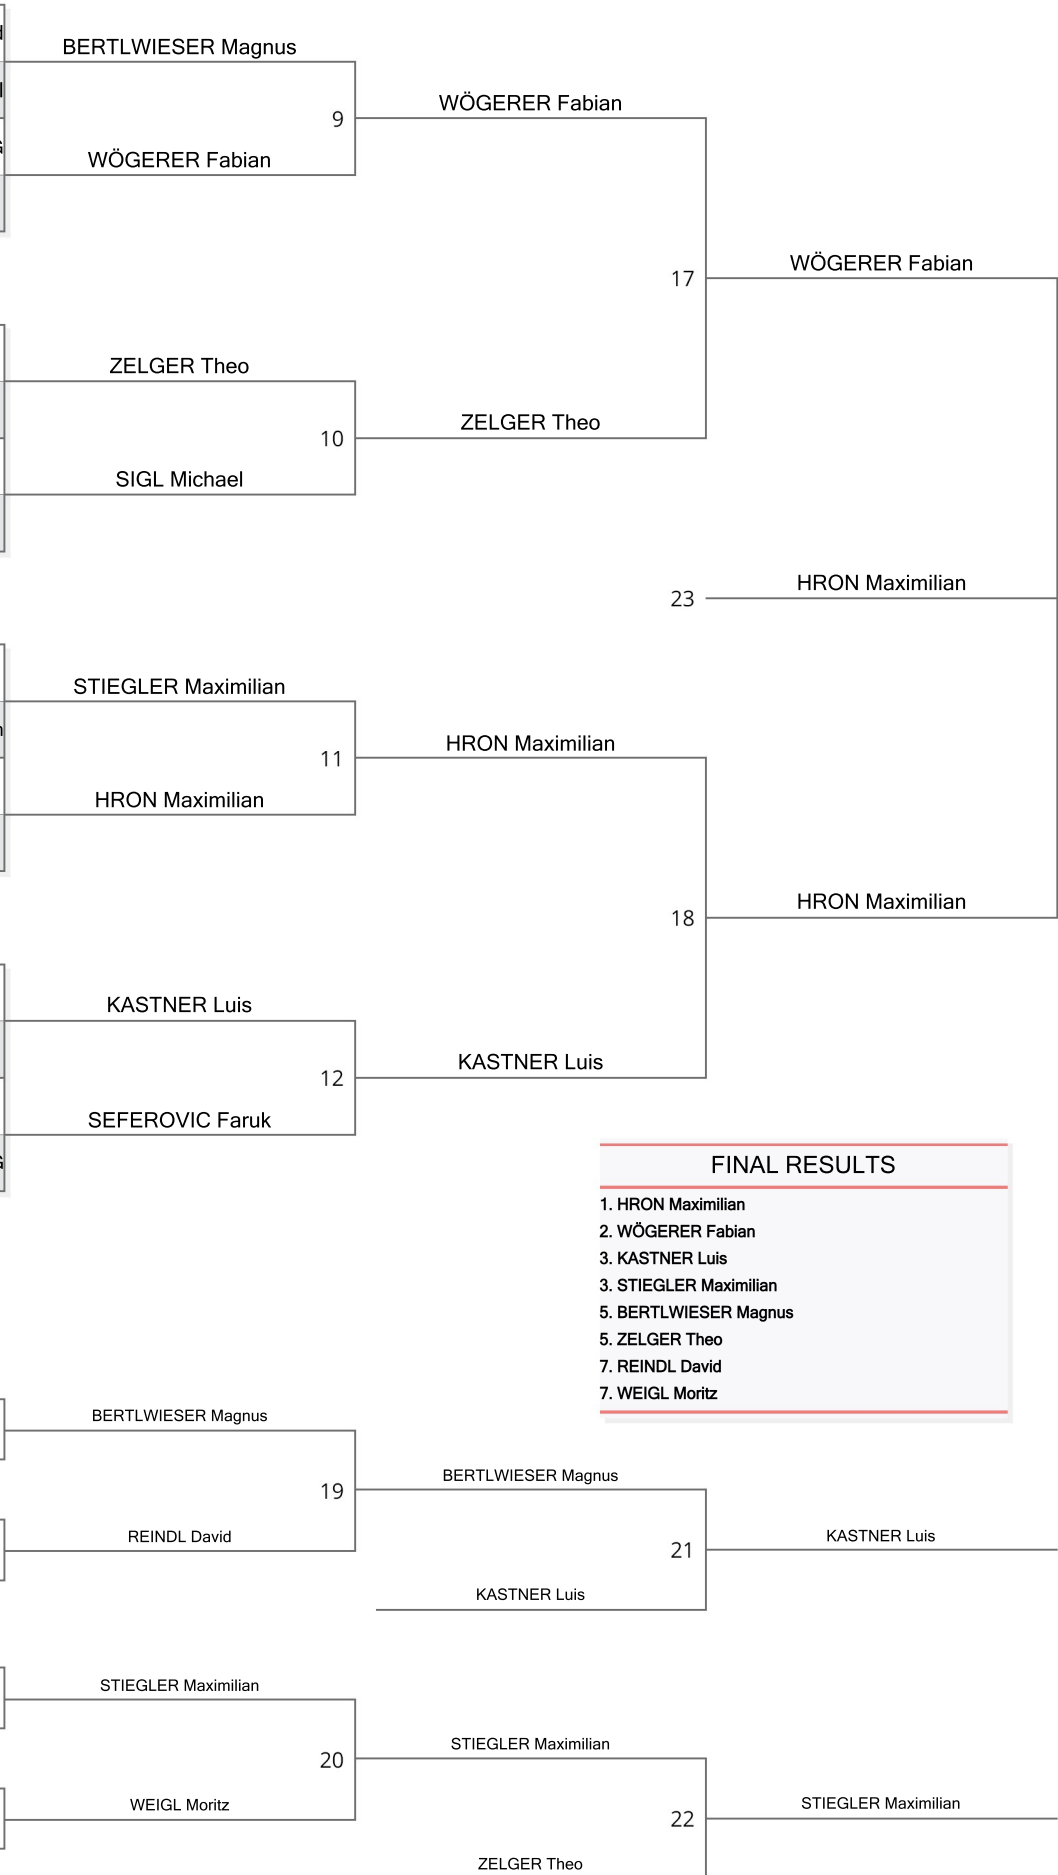 BERTLWIESER Magnus
WÖGERER Fabian
9
WÖGERER Fabian
WÖGERER Fabian
17
ZELGER Theo
ZELGER Theo
10
SIGL Michael
HRON Maximilian
23
STIEGLER Maximilian
HRON Maximilian
11
HRON Maximilian
HRON Maximilian
18
KASTNER Luis
KASTNER Luis
12
SEFEROVIC Faruk
FINAL RESULTS
1. HRON Maximilian
2. WÖGERER Fabian
3. KASTNER Luis
3. STIEGLER Maximilian
5. BERTLWIESER Magnus
5. ZELGER Theo
7. REINDL David
7. WEIGL Moritz
BERTLWIESER Magnus
BERTLWIESER Magnus
19
REINDL David
KASTNER Luis
21
KASTNER Luis
STIEGLER Maximilian
STIEGLER Maximilian
20
WEIGL Moritz
STIEGLER Maximilian
22
ZELGER Theo